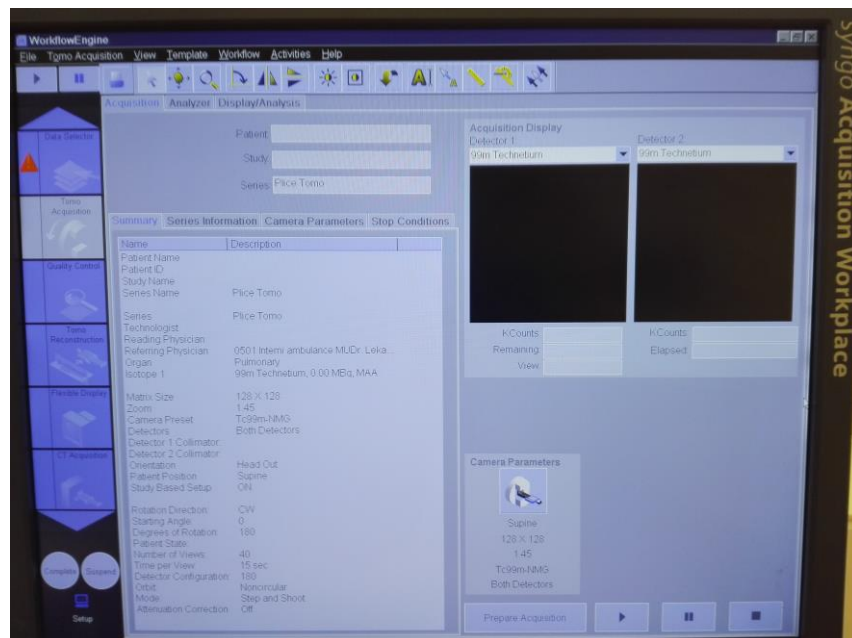 WorkflowEngine
File Tomo Acquisition View Template Workflow Activities Help
Acquisition Analyzer Display/Analysis
Data Selector
Tomo Acquisition
Quality Control
Tomo Reconstruction
Flexible Display
CT Acquisition
Complete Suspend
Setup
Patient:
Study:
Series: Plice Tomo
Summary Series Information Camera Parameters Stop Conditions
Name Description
Patient Name
Patient ID
Study Name
Series Name Plice Tomo
Series Plice Tomo
Technologist
Reading Physician
Referring Physician 0501 Interni ambulance MUDr. Loka...
Organ Pulmonary
Isotope 1 99m Technetium, 0.00 MBq, MAA
Matrix Size 128 X 128
Zoom 1.45
Camera Preset Tc99m-NMG
Detectors Both Detectors
Detector 1 Collimator:
Detector 2 Collimator:
Orientation Head Out
Patient Position Supine
Study Based Setup: ON
Rotation Direction: CW
Starting Angle: 0
Degrees of Rotation: 180
Patient State:
Number of Views: 40
Time per View: 15 sec
Detector Configuration: 180
Orbit: Noncircular
Mode: Step and Shoot
Attenuation Correction: Off
Acquisition Display
Detector 1 Detector 2
99m Technetium 99m Technetium
KCounts: KCounts:
Remaining: Elapsed:
View:
Camera Parameters
Supine
128 X 128
1.45
Tc99m-NMG
Both Detectors
Prepare Acquisition
syngo Acquisition Workplace